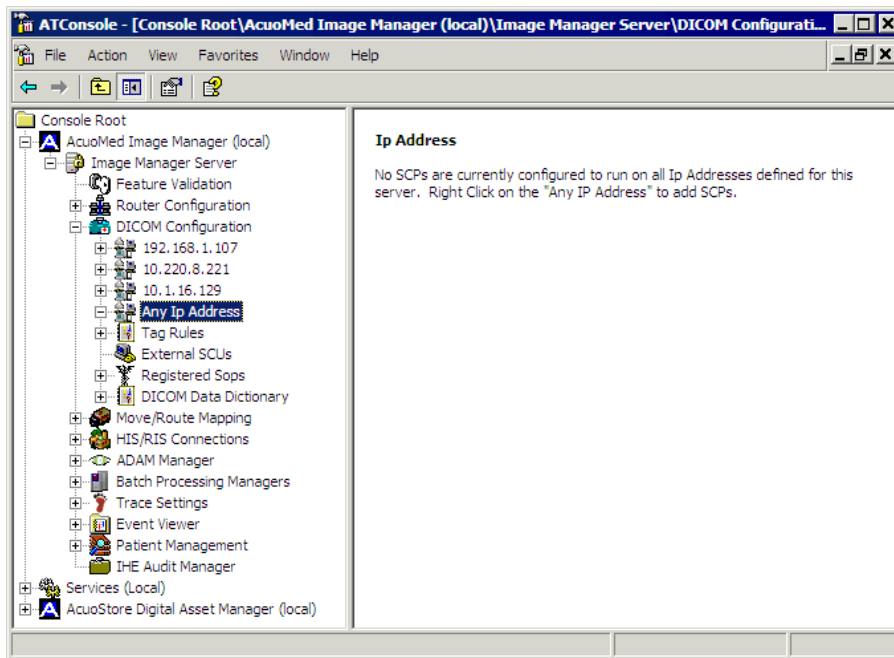 ATConsole - [Console Root\AcuoMed Image Manager (local)\Image Manager Server\DICOM Configurati...
File Action View Favorites Window Help
Console Root
AcuoMed Image Manager (local)
Image Manager Server
Feature Validation
Router Configuration
DICOM Configuration
192.168.1.107
10.220.8.221
10.1.16.129
Any Ip Address
Tag Rules
External SCUs
Registered Sops
DICOM Data Dictionary
Move/Route Mapping
HIS/RIS Connections
ADAM Manager
Batch Processing Managers
Trace Settings
Event Viewer
Patient Management
IHE Audit Manager
Services (Local)
AcuoStore Digital Asset Manager (local)
Ip Address
No SCPs are currently configured to run on all Ip Addresses defined for this
server. Right Click on the "Any IP Address" to add SCPs.